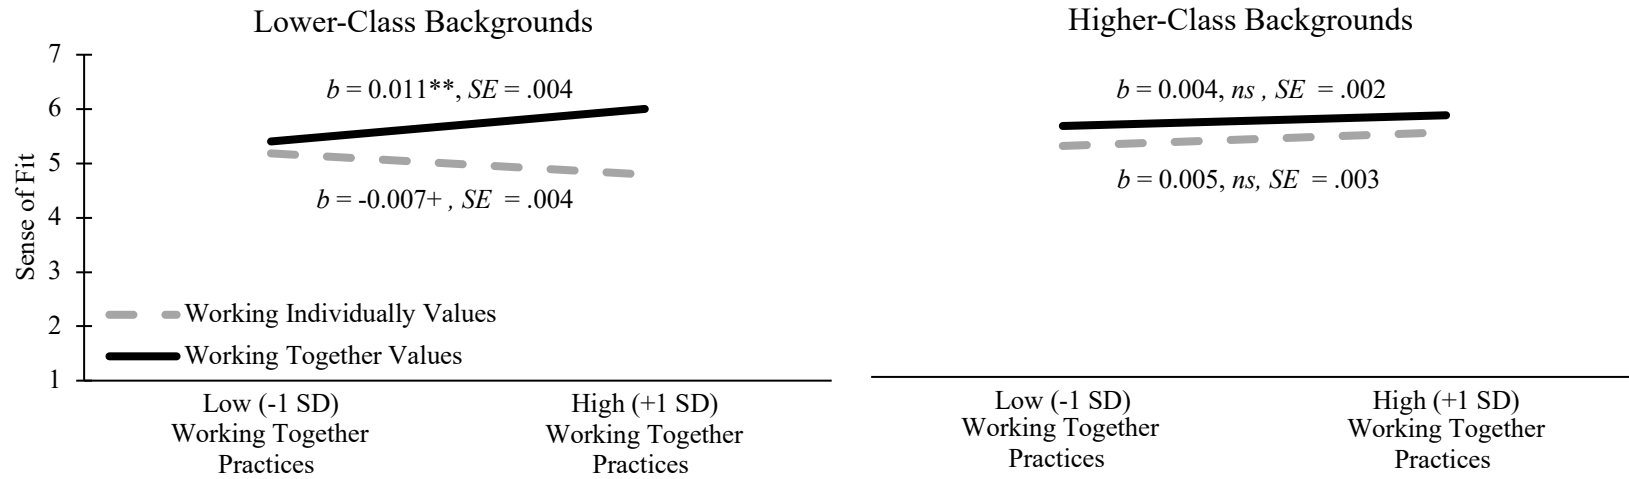 Lower-Class Backgrounds
Sense of Fit
7
6
5
4
3
2
1
b = 0.011**, SE = .004
b = -0.007+ , SE = .004
Working Individually Values
Working Together Values
Low (-1 SD)
Working Together
Practices
High (+1 SD)
Working Together
Practices
Higher-Class Backgrounds
b = 0.004, ns , SE = .002
b = 0.005, ns, SE = .003
Low (-1 SD)
Working Together
Practices
High (+1 SD)
Working Together
Practices